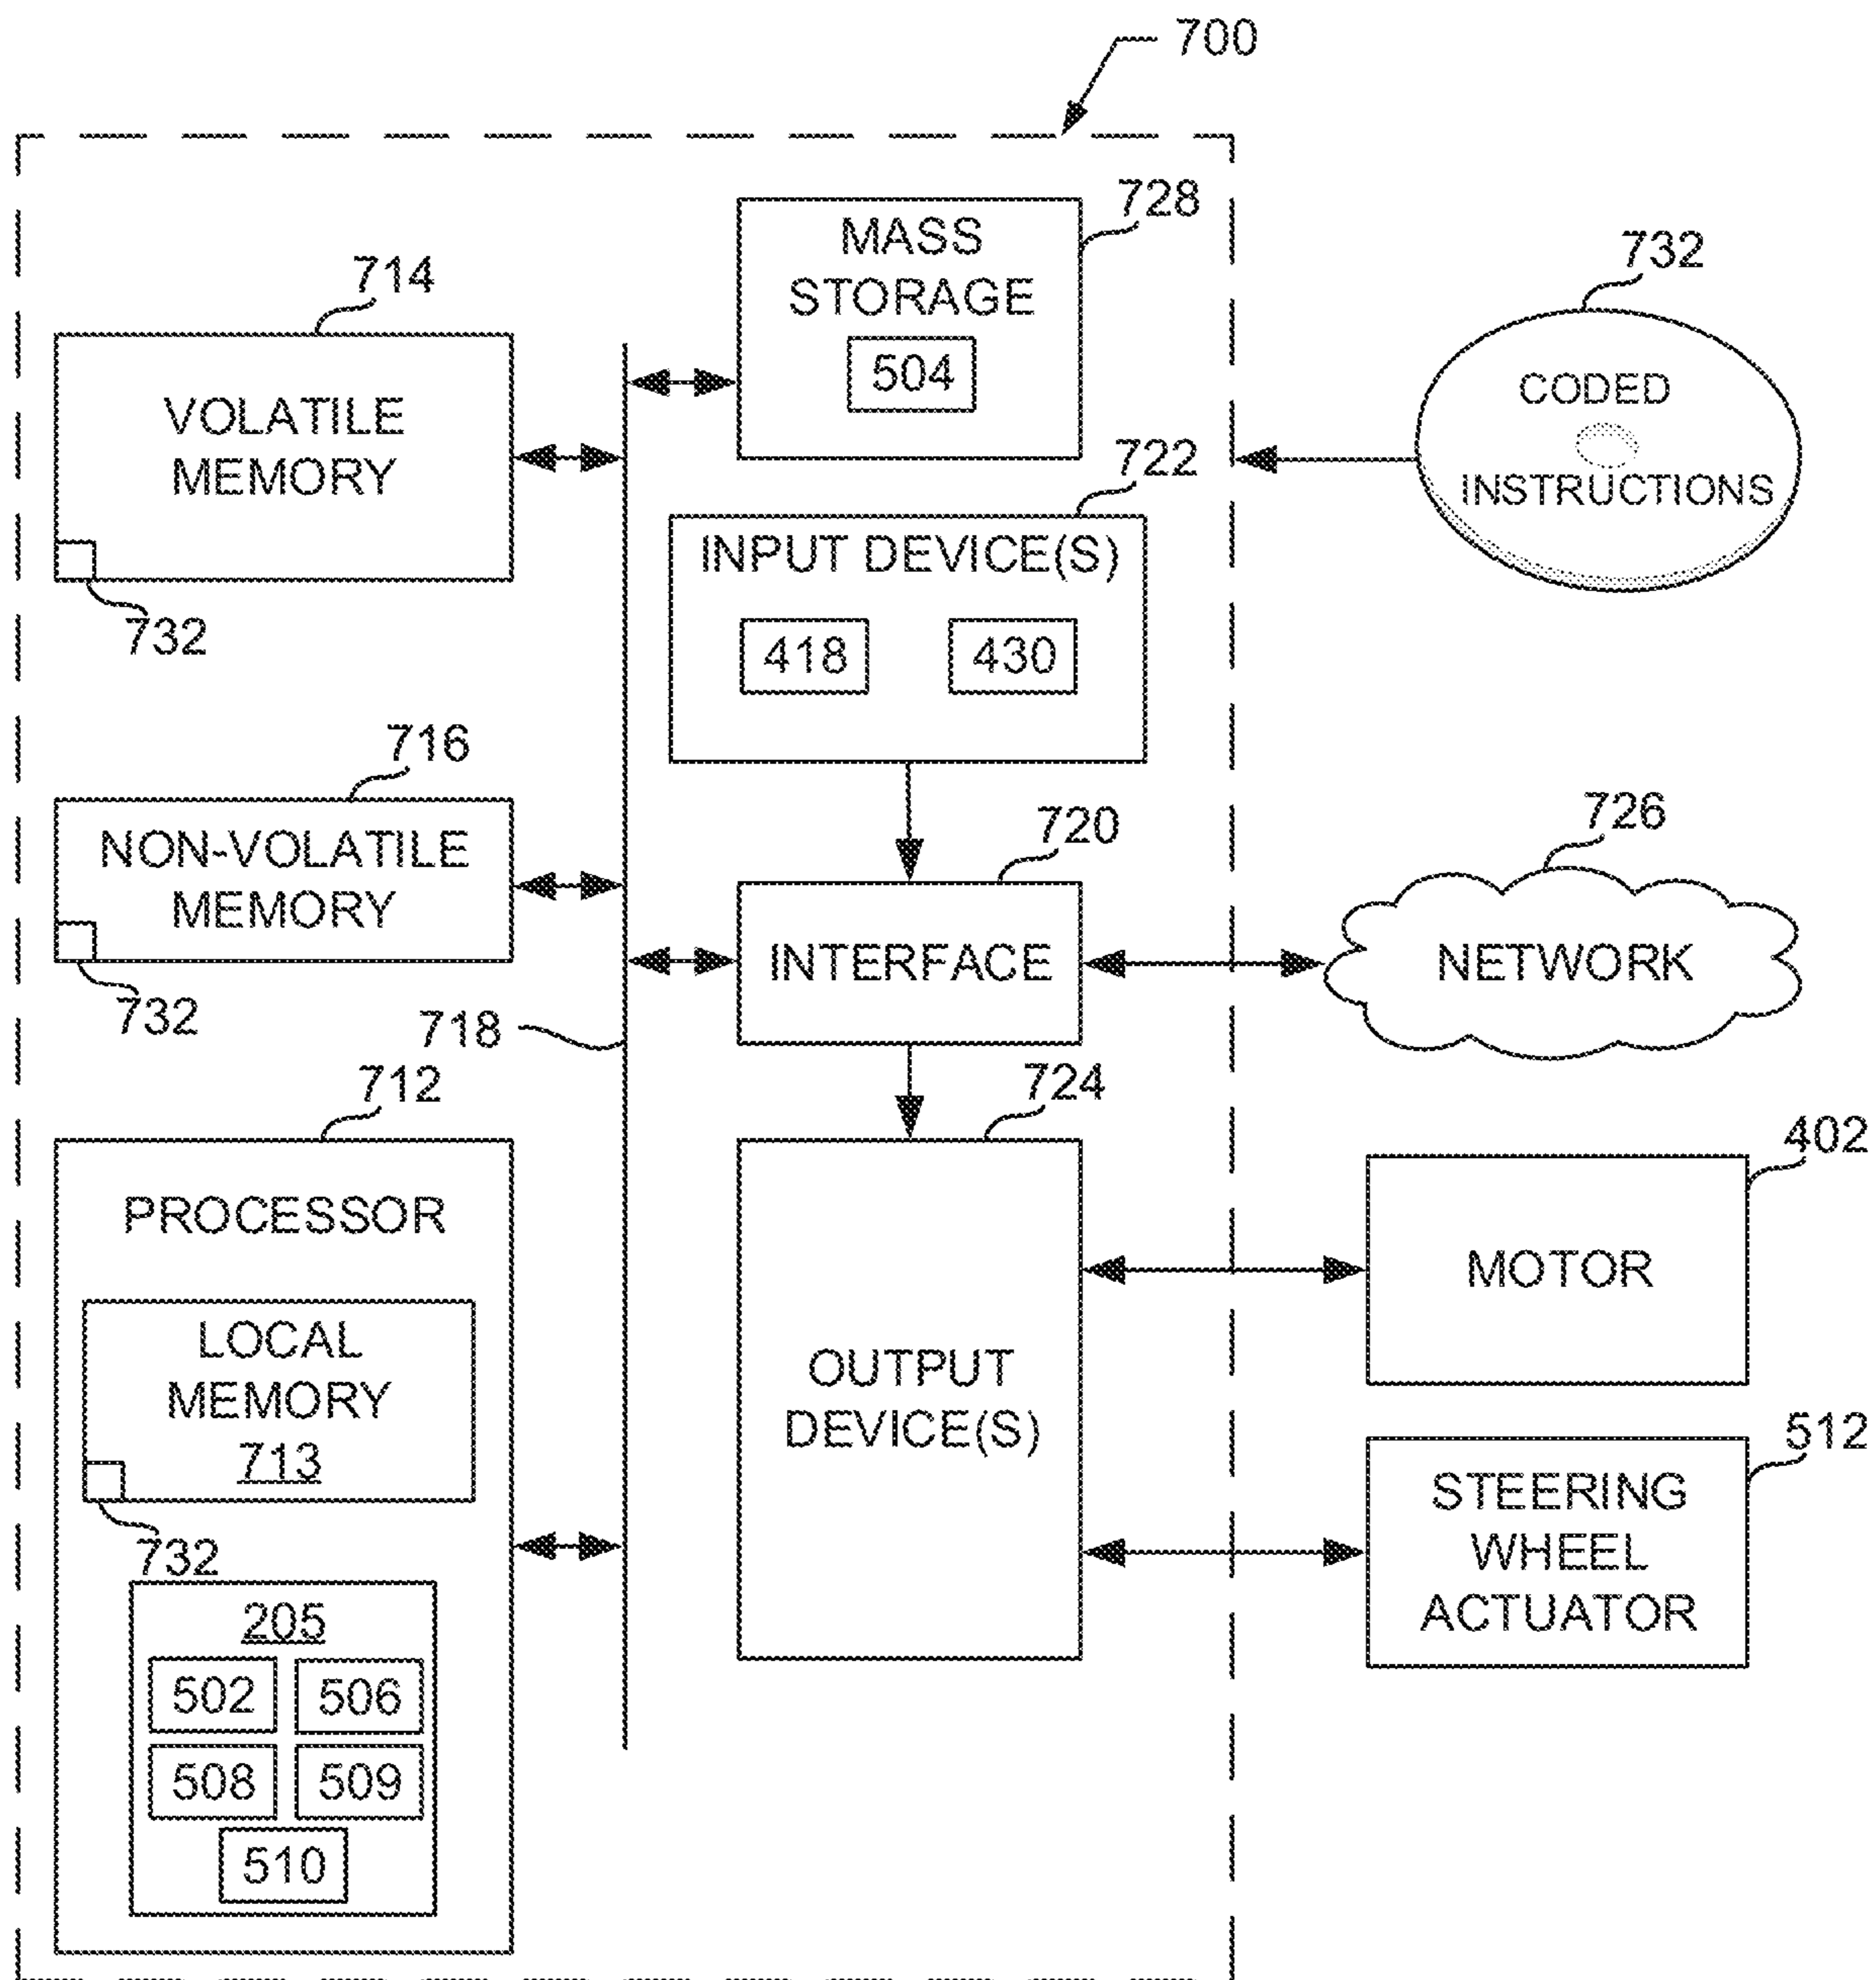 700
728
MASS
STORAGE
504
714
VOLATILE
MEMORY
732
732
CODED
INSTRUCTIONS
722
INPUT DEVICE(S)
418 430
716
NON-VOLATILE
MEMORY
732
720
INTERFACE
726
NETWORK
718
712
PROCESSOR
LOCAL
MEMORY
713
732
205
502 506
508 509
510
724
OUTPUT
DEVICE(S)
402
MOTOR
512
STEERING
WHEEL
ACTUATOR